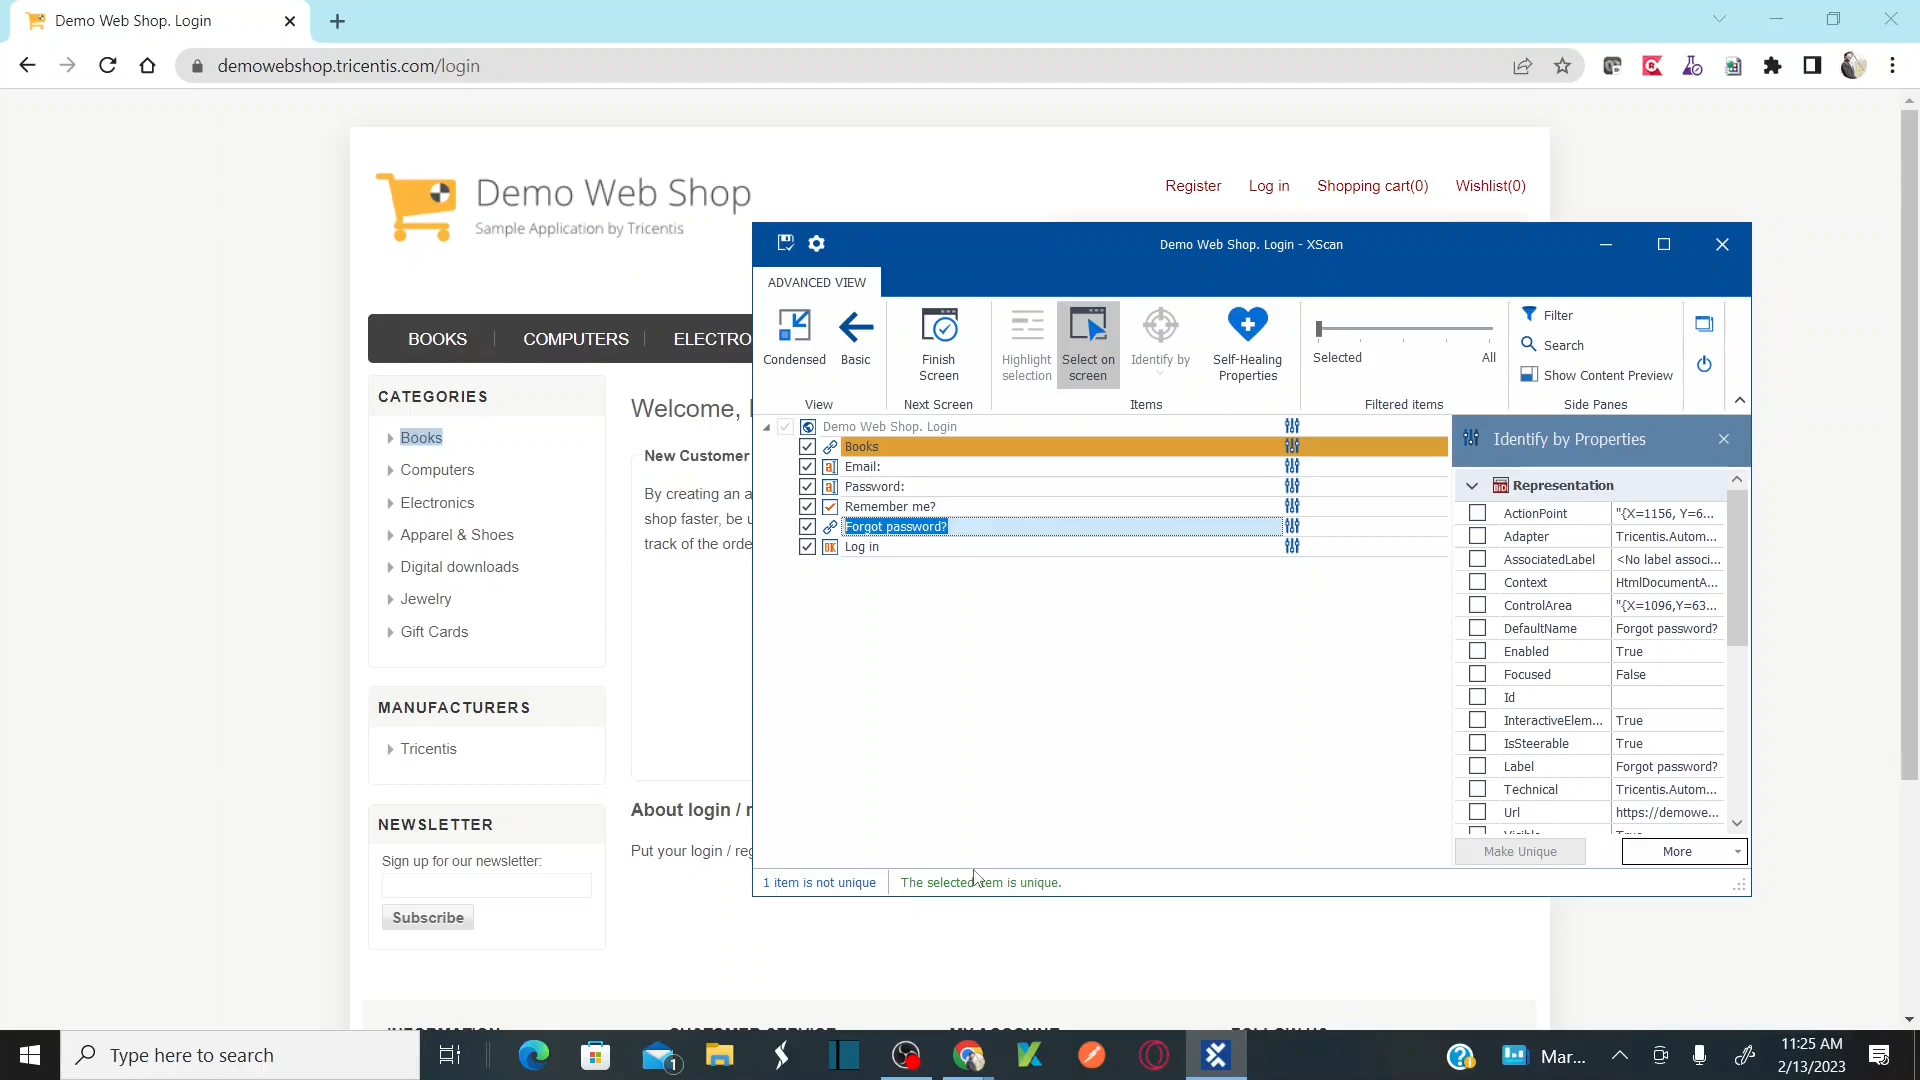 Demo Web Shop. Login
demowebshop.tricentis.com/login
Demo Web Shop
Sample Application by Tricentis
Register
Log in
Shopping cart(0)
Wishlist(0)
BOOKS
COMPUTERS
ELECTRO
CATEGORIES
Books
Computers
Electronics
Apparel & Shoes
Digital downloads
Jewelry
Gift Cards
MANUFACTURERS
Tricentis
NEWSLETTER
Sign up for our newsletter:
Subscribe
Welcome,
New Customer
By creating an a
shop faster, be u
track of the orde
About login / r
Put your login / reg
Demo Web Shop. Login - XScan
ADVANCED VIEW
Condensed
Basic
View
Finish
Screen
Next Screen
Highlight
selection
Select on
screen
Identify by
Self-Healing
Properties
Items
Selected
All
Filtered items
Filter
Search
Show Content Preview
Side Panes
Demo Web Shop. Login
Books
Email:
Password:
Remember me?
Forgot password?
OK
Log in
Identify by Properties
Representation
ActionPoint "{X=1156, Y=6...
Adapter Tricentis.Autom...
AssociatedLabel <No label associ...
Context HtmlDocumentA...
ControlArea "{X=1096,Y=63...
DefaultName Forgot password?
Enabled True
Focused False
Id
InteractiveElem... True
IsSteerable True
Label Forgot password?
Technical Tricentis.Autom...
Url https://demowe...
Make Unique
More
1 item is not unique
The selected item is unique.
Type here to search
1
Mar...
11:25 AM
2/13/2023